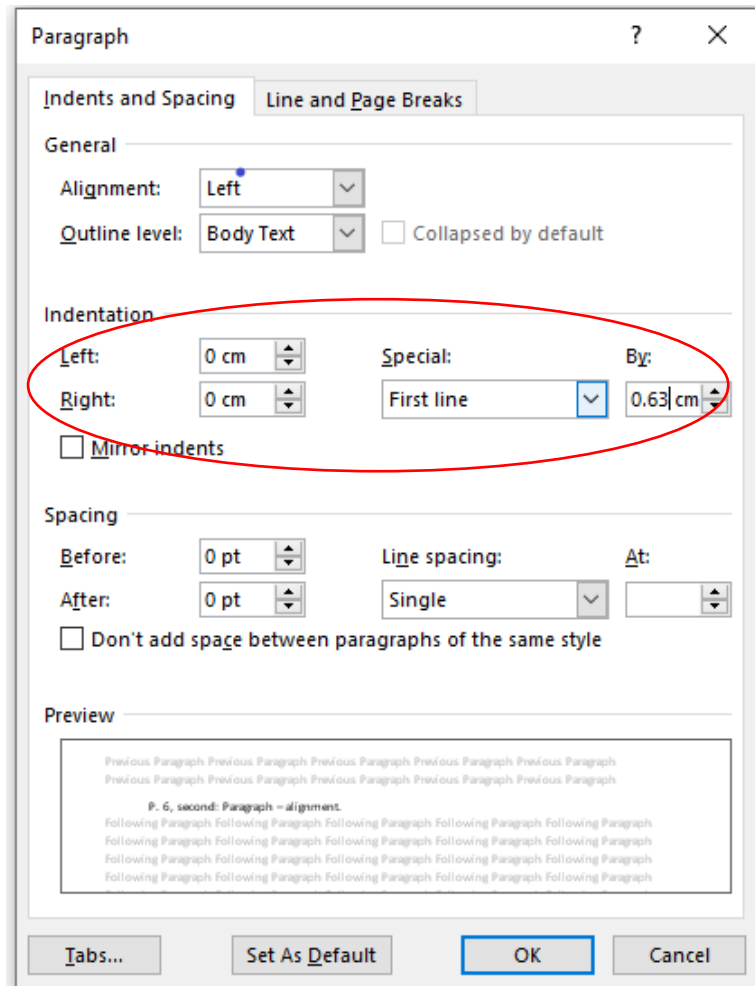 Paragraph ? ×
Indents and Spacing Line and Page Breaks
General
Alignment: Left
Outline level: Body Text Collapsed by default
Indentation
Left: 0 cm Special: By:
Right: 0 cm First line 0.63 cm
Mirror indents
Spacing
Before: 0 pt Line spacing: At:
After: 0 pt Single
Don't add space between paragraphs of the same style
Preview
Previous Paragraph Previous Paragraph Previous Paragraph Previous Paragraph Previous Paragraph
Previous Paragraph Previous Paragraph Previous Paragraph Previous Paragraph Previous Paragraph
P. 6, second: Paragraph – alignment.
Following Paragraph Following Paragraph Following Paragraph Following Paragraph Following Paragraph
Following Paragraph Following Paragraph Following Paragraph Following Paragraph Following Paragraph
Following Paragraph Following Paragraph Following Paragraph Following Paragraph Following Paragraph
Following Paragraph Following Paragraph Following Paragraph Following Paragraph Following Paragraph
Tabs... Set As Default OK Cancel